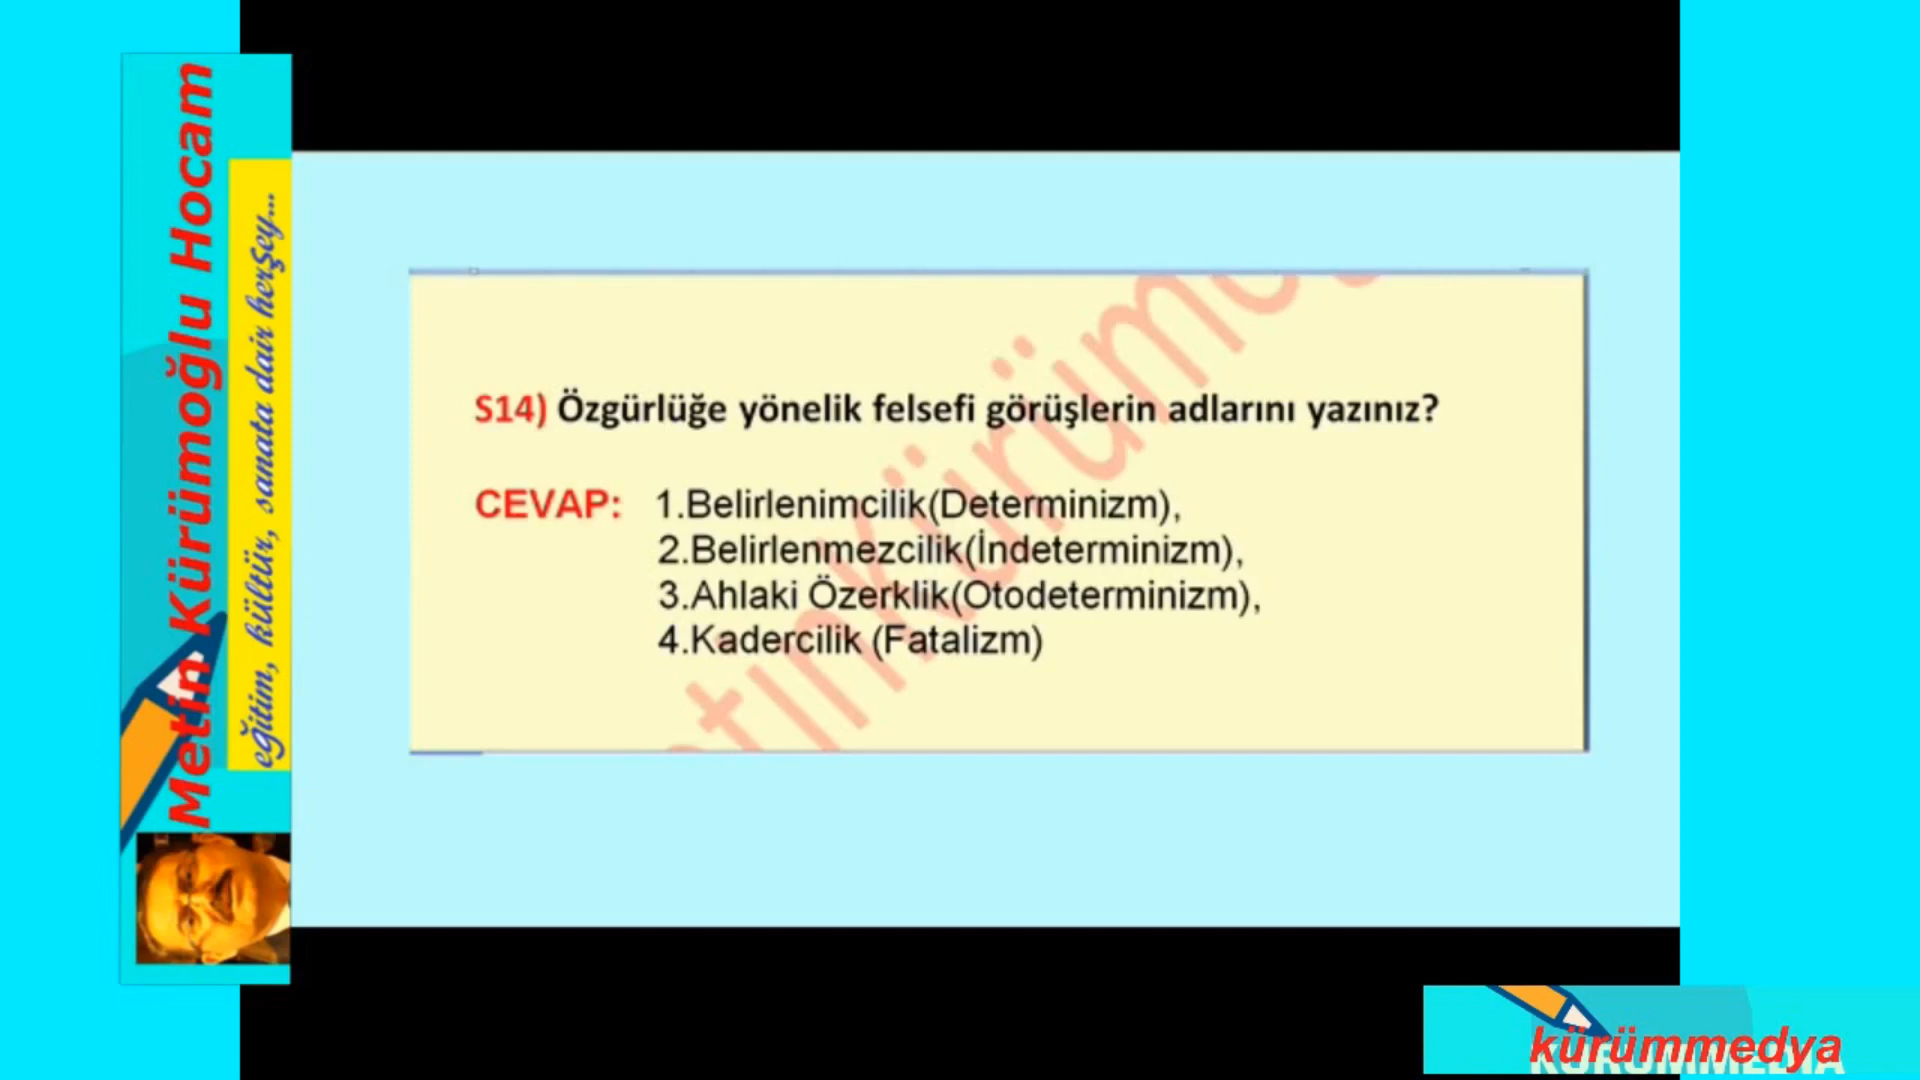 Metin Kürümoğlu Hocam
eğitim, kültür, sanata dair herşey...
S14) Özgürlüğe yönelik felsefi görüşlerin adlarını yazınız?
CEVAP: 1.Belirlenimcilik(Determinizm),
2.Belirlenmezcilik(İndeterminizm),
3.Ahlaki Özerklik(Otodeterminizm),
4.Kadercilik (Fatalizm)
kürümmedya
KÜRÜMMEDYA